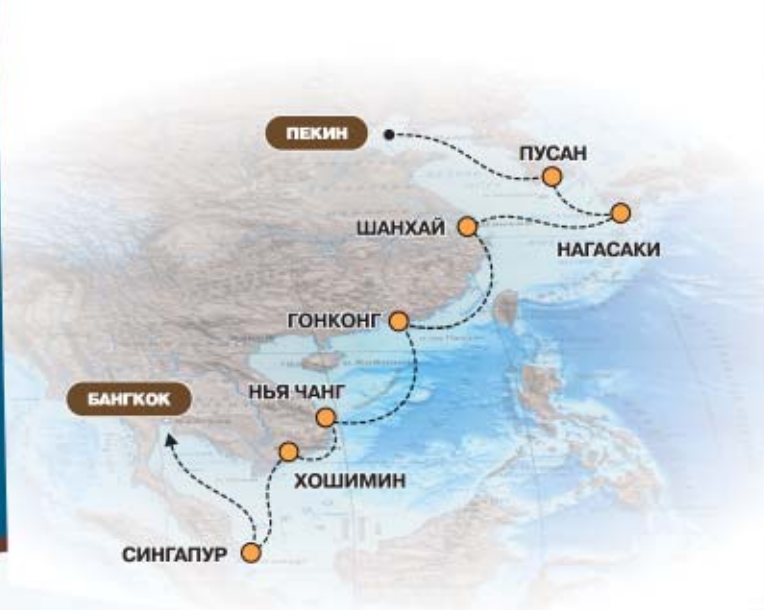 ПЕКИН
ПУСАН
ШАНХАЙ
НАГАСАКИ
ГОНКОНГ
НЬЯ ЧАНГ
БАНГКОК
ХОШИМИН
СИНГАПУР